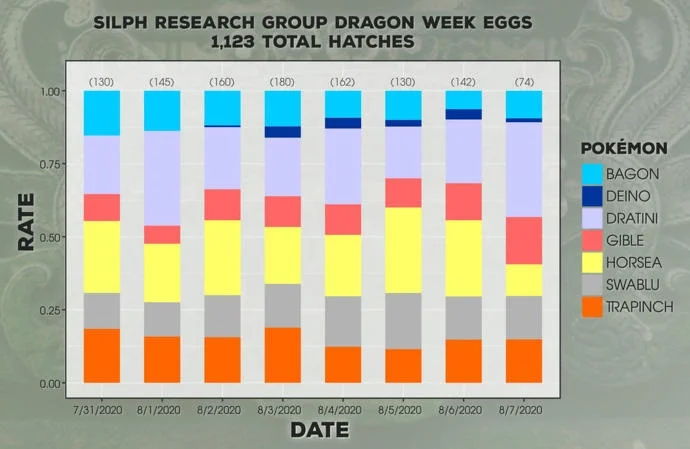 SILPH RESEARCH GROUP DRAGON WEEK EGGS
1,123 TOTAL HATCHES
(130) (145) (160) (180) (162) (130) (142) (74)
1.00
0.75
0.50
0.25
0.00
RATE
7/31/2020 8/1/2020 8/2/2020 8/3/2020 8/4/2020 8/5/2020 8/6/2020 8/7/2020
DATE
POKÉMON
BAGON
DEINO
DRATINI
GIBLE
HORSEA
SWABLU
TRAPINCH